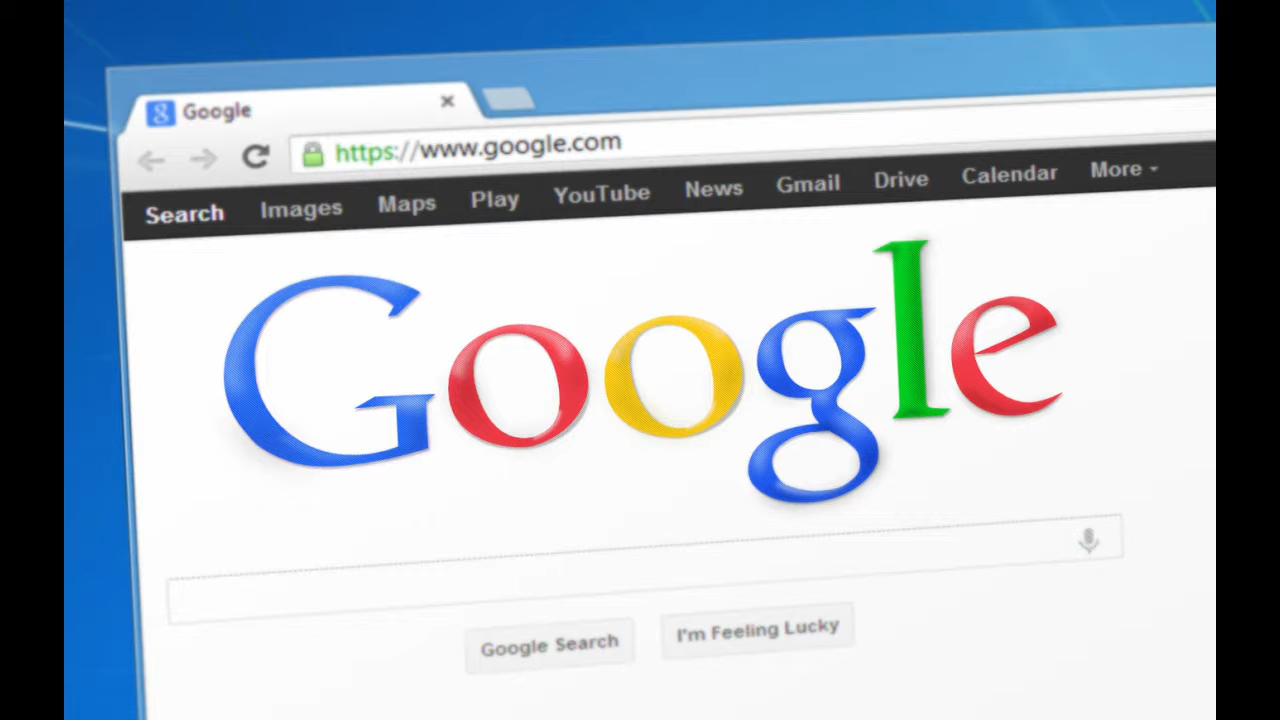 Google
https://www.google.com
Search Images Maps Play YouTube News Gmail Drive Calendar More
Google
Google Search I'm Feeling Lucky